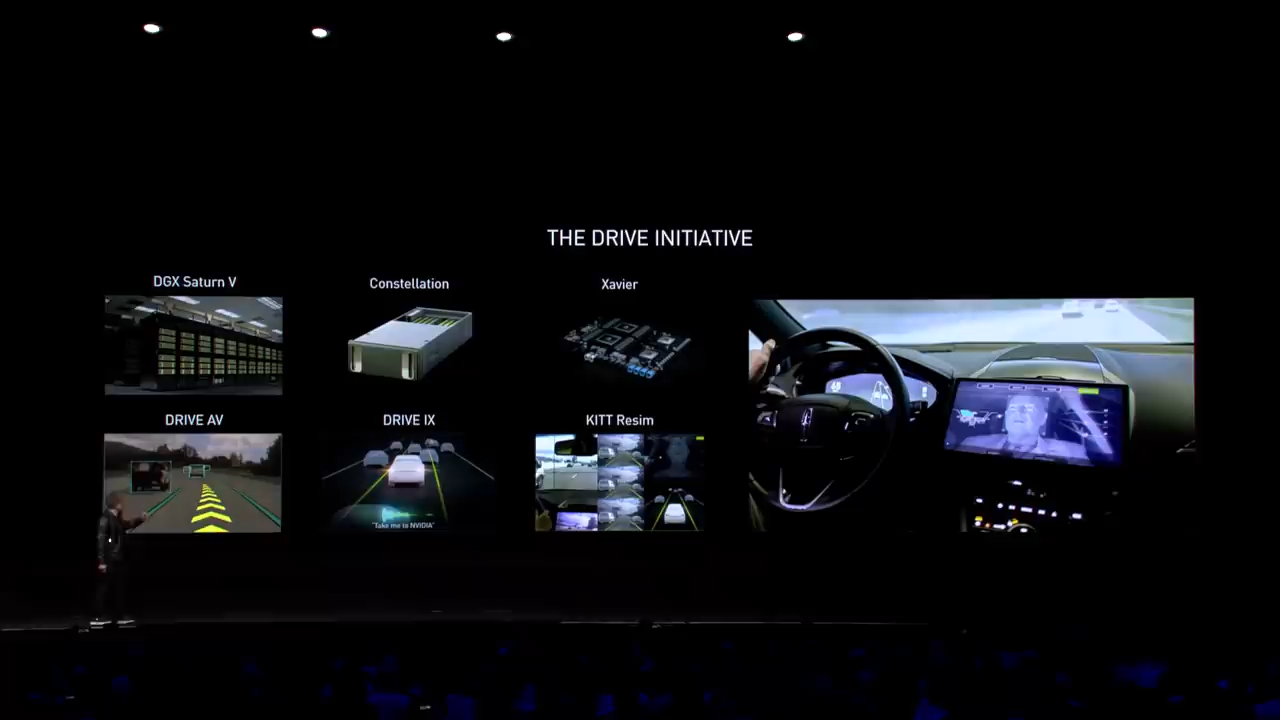 THE DRIVE INITIATIVE
DGX Saturn V
Constellation
Xavier
DRIVE AV
DRIVE IX
KITT Resim
"Take me to NVIDIA"